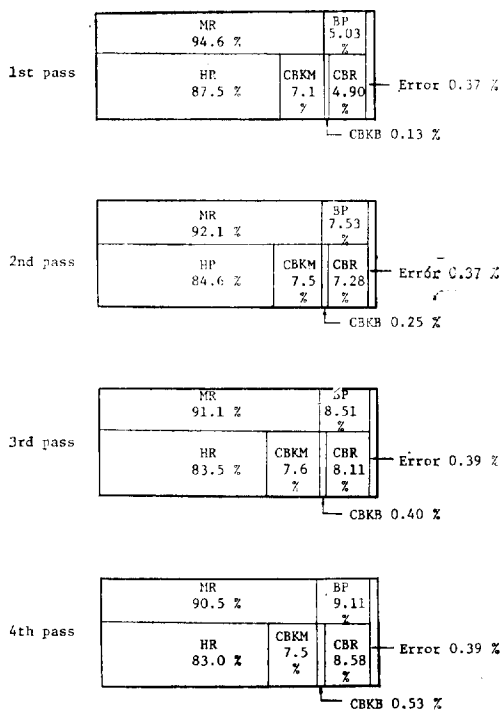 MR
94.6 %
BP
5.03
%
1st pass
HP
87.5 %
CBKM
7.1
%
CBR
4.90
%
Error 0.37 %
CBKB 0.13 %
MR
92.1 %
BP
7.53
%
2nd pass
HP
84.6 %
CBKM
7.5
%
CBR
7.28
%
Error 0.37 %
CBKB 0.25 %
MR
91.1 %
BP
8.51
%
3rd pass
HR
83.5 %
CBKM
7.6
%
CBR
8.11
%
Error 0.39 %
CBKB 0.40 %
MR
90.5 %
BP
9.11
%
4th pass
HR
83.0 %
CBKM
7.5
%
CBR
8.58
%
Error 0.39 %
CBKB 0.53 %